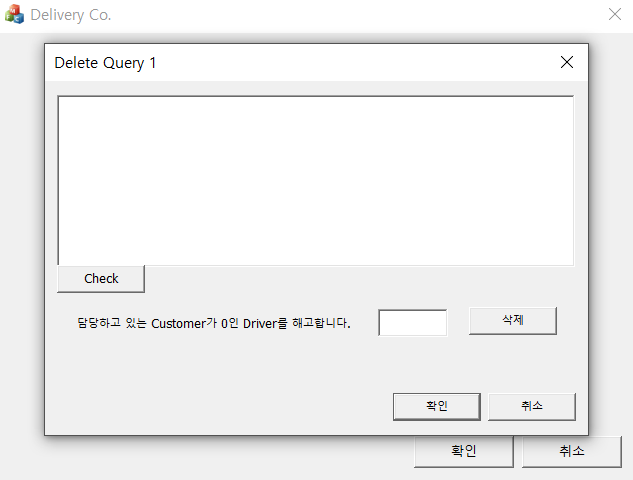 Delivery Co.
Delete Query 1
Check
담당하고 있는 Customer가 0인 Driver를 해고합니다.
삭제
확인
취소
확인
취소